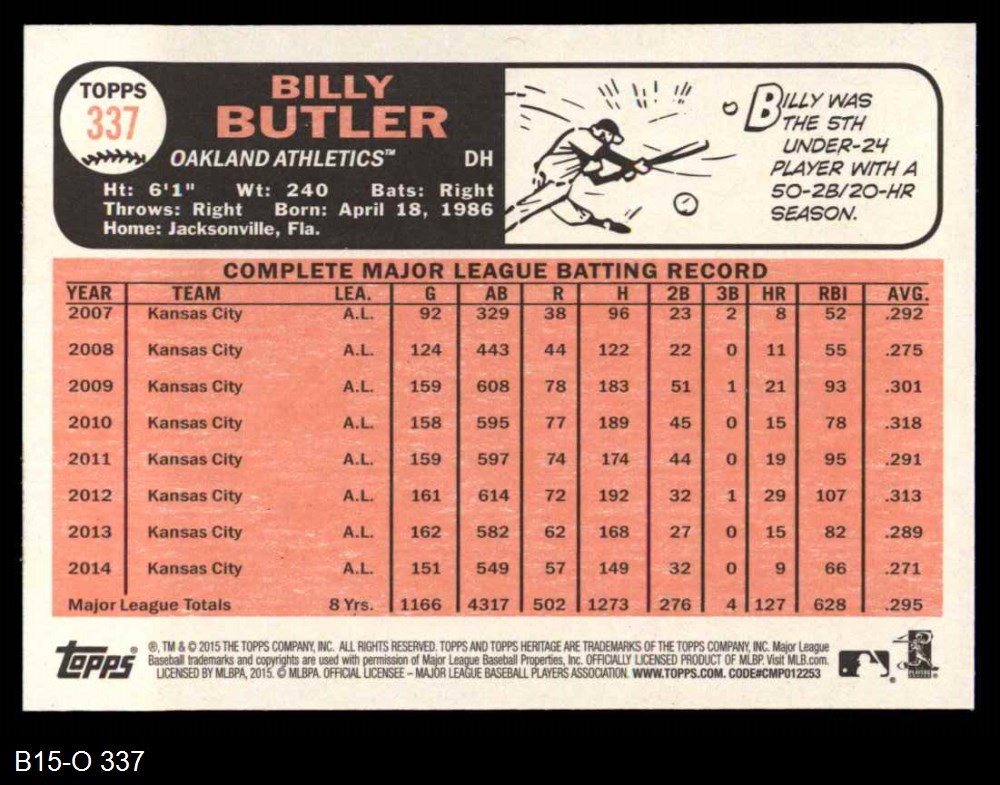 TOPPS
337
BILLY
BUTLER
OAKLAND ATHLETICS™ DH
Ht: 6'1" Wt: 240 Bats: Right
Throws: Right Born: April 18, 1986
Home: Jacksonville, Fla.
BILLY WAS
THE 5TH
UNDER-24
PLAYER WITH A
50-2B/20-HR
SEASON.
COMPLETE MAJOR LEAGUE BATTING RECORD
YEAR TEAM LEA. G AB R H 2B 3B HR RBI AVG.
2007 Kansas City A.L. 92 329 38 96 23 2 8 52 .292
2008 Kansas City A.L. 124 443 44 122 22 0 11 55 .275
2009 Kansas City A.L. 159 608 78 183 51 1 21 93 .301
2010 Kansas City A.L. 158 595 77 189 45 0 15 78 .318
2011 Kansas City A.L. 159 597 74 174 44 0 19 95 .291
2012 Kansas City A.L. 161 614 72 192 32 1 29 107 .313
2013 Kansas City A.L. 162 582 62 168 27 0 15 82 .289
2014 Kansas City A.L. 151 549 57 149 32 0 9 66 .271
Major League Totals 8 Yrs. 1166 4317 502 1273 276 4 127 628 .295
Topps
®, TM & © 2015 THE TOPPS COMPANY, INC. ALL RIGHTS RESERVED. TOPPS AND TOPPS HERITAGE ARE TRADEMARKS OF THE TOPPS COMPANY, INC. Major League
Baseball trademarks and copyrights are used with permission of Major League Baseball Properties, Inc. OFFICIALLY LICENSED PRODUCT OF MLBP. Visit MLB.com.
LICENSED BY MLBPA, 2015. © MLBPA. OFFICIAL LICENSEE – MAJOR LEAGUE BASEBALL PLAYERS ASSOCIATION. WWW.TOPPS.COM. CODE#CMP012253
B15-O 337